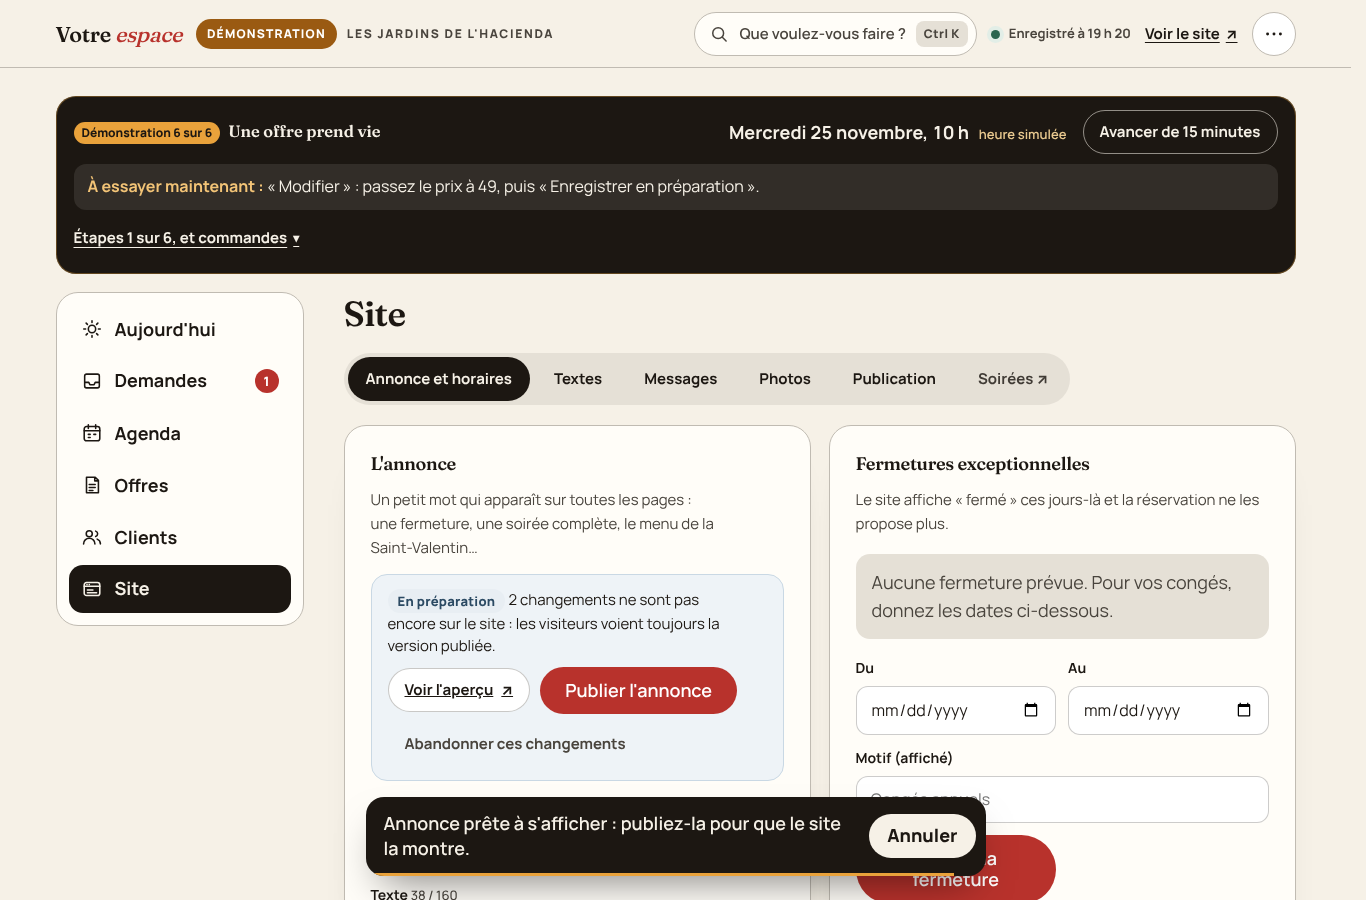 Votre espace DÉMONSTRATION LES JARDINS DE L'HACIENDA Que voulez-vous faire ? Ctrl K Enregistré à 19 h 20 Voir le site ↗ ...
Démonstration 6 sur 6 Une offre prend vie Mercredi 25 novembre, 10 h heure simulée Avancer de 15 minutes
À essayer maintenant : « Modifier » : passez le prix à 49, puis « Enregistrer en préparation ».
Étapes 1 sur 6, et commandes ▾
Aujourd'hui
Demandes 1
Agenda
Offres
Clients
Site
Site
Annonce et horaires Textes Messages Photos Publication Soirées ↗
L'annonce
Un petit mot qui apparaît sur toutes les pages :
une fermeture, une soirée complète, le menu de la
Saint-Valentin…
En préparation 2 changements ne sont pas
encore sur le site : les visiteurs voient toujours la
version publiée.
Voir l'aperçu ↗ Publier l'annonce
Abandonner ces changements
Texte 38 / 160
Fermetures exceptionnelles
Le site affiche « fermé » ces jours-là et la réservation ne les
propose plus.
Aucune fermeture prévue. Pour vos congés,
donnez les dates ci-dessous.
Du Au
mm/dd/yyyy mm/dd/yyyy
Motif (affiché)
fermeture
Annonce prête à s'afficher : publiez-la pour que le site
la montre.
Annuler